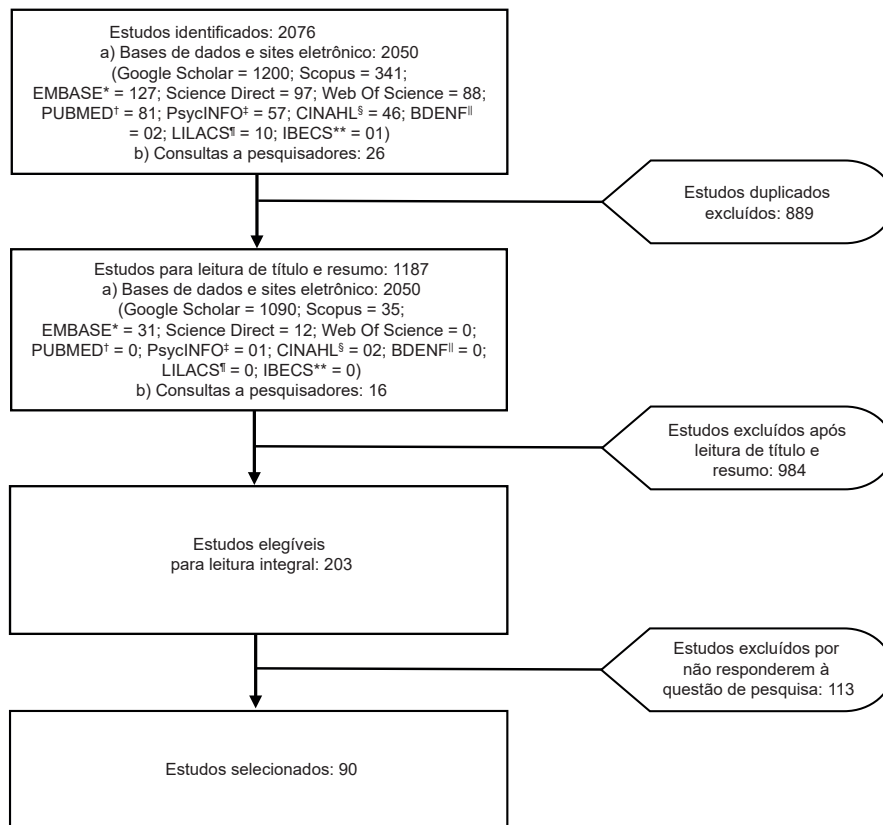 Estudos identificados: 2076
a) Bases de dados e sites eletrônico: 2050
(Google Scholar = 1200; Scopus = 341;
EMBASE* = 127; Science Direct = 97; Web Of Science = 88;
PUBMED† = 81; PsycINFO‡ = 57; CINAHL§ = 46; BDENF||
= 02; LILACS¶ = 10; IBECS** = 01)
b) Consultas a pesquisadores: 26
Estudos duplicados
excluídos: 889
Estudos para leitura de título e resumo: 1187
a) Bases de dados e sites eletrônico: 2050
(Google Scholar = 1090; Scopus = 35;
EMBASE* = 31; Science Direct = 12; Web Of Science = 0;
PUBMED† = 0; PsycINFO‡ = 01; CINAHL§ = 02; BDENF|| = 0;
LILACS¶ = 0; IBECS** = 0)
b) Consultas a pesquisadores: 16
Estudos excluídos após
leitura de título e
resumo: 984
Estudos elegíveis
para leitura integral: 203
Estudos excluídos por
não responderem à
questão de pesquisa: 113
Estudos selecionados: 90